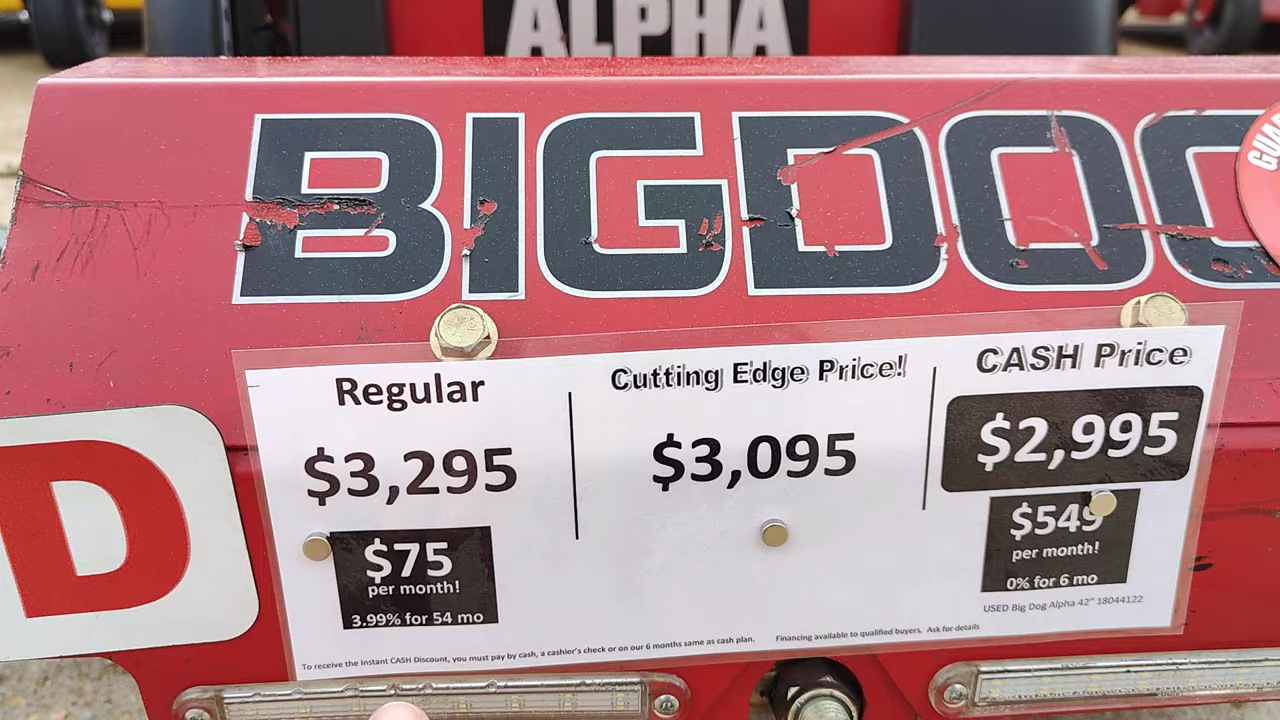 ALPHA
BIGDOG
D
Regular
$3,295
$75
per month!
3.99% for 54 mo
Cutting Edge Price!
$3,095
CASH Price
$2,995
$549
per month!
0% for 6 mo
USED Big Dog Alpha 42" 18044122
To receive the Instant CASH Discount, you must pay by cash, a cashier's check or on our 6 months same as cash plan. Financing available to qualified buyers. Ask for details